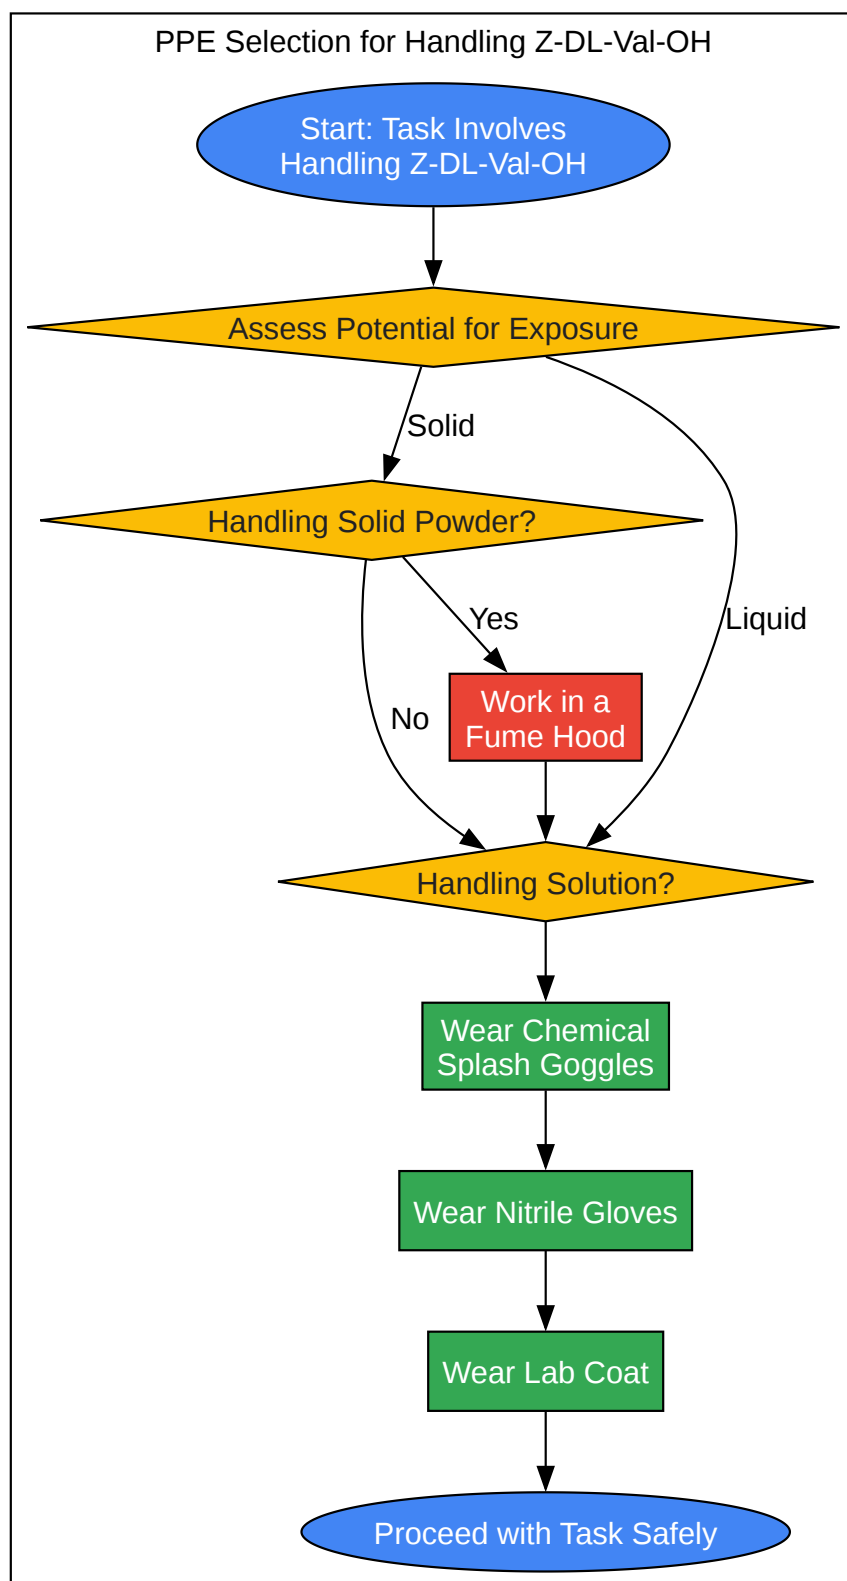 PPE Selection for Handling Z-DL-Val-OH
Start: Task Involves
Handling Z-DL-Val-OH
Assess Potential for Exposure
Solid
Handling Solid Powder?
Yes
Liquid
Work in a
Fume Hood
No
Handling Solution?
Wear Chemical
Splash Goggles
Wear Nitrile Gloves
Wear Lab Coat
Proceed with Task Safely